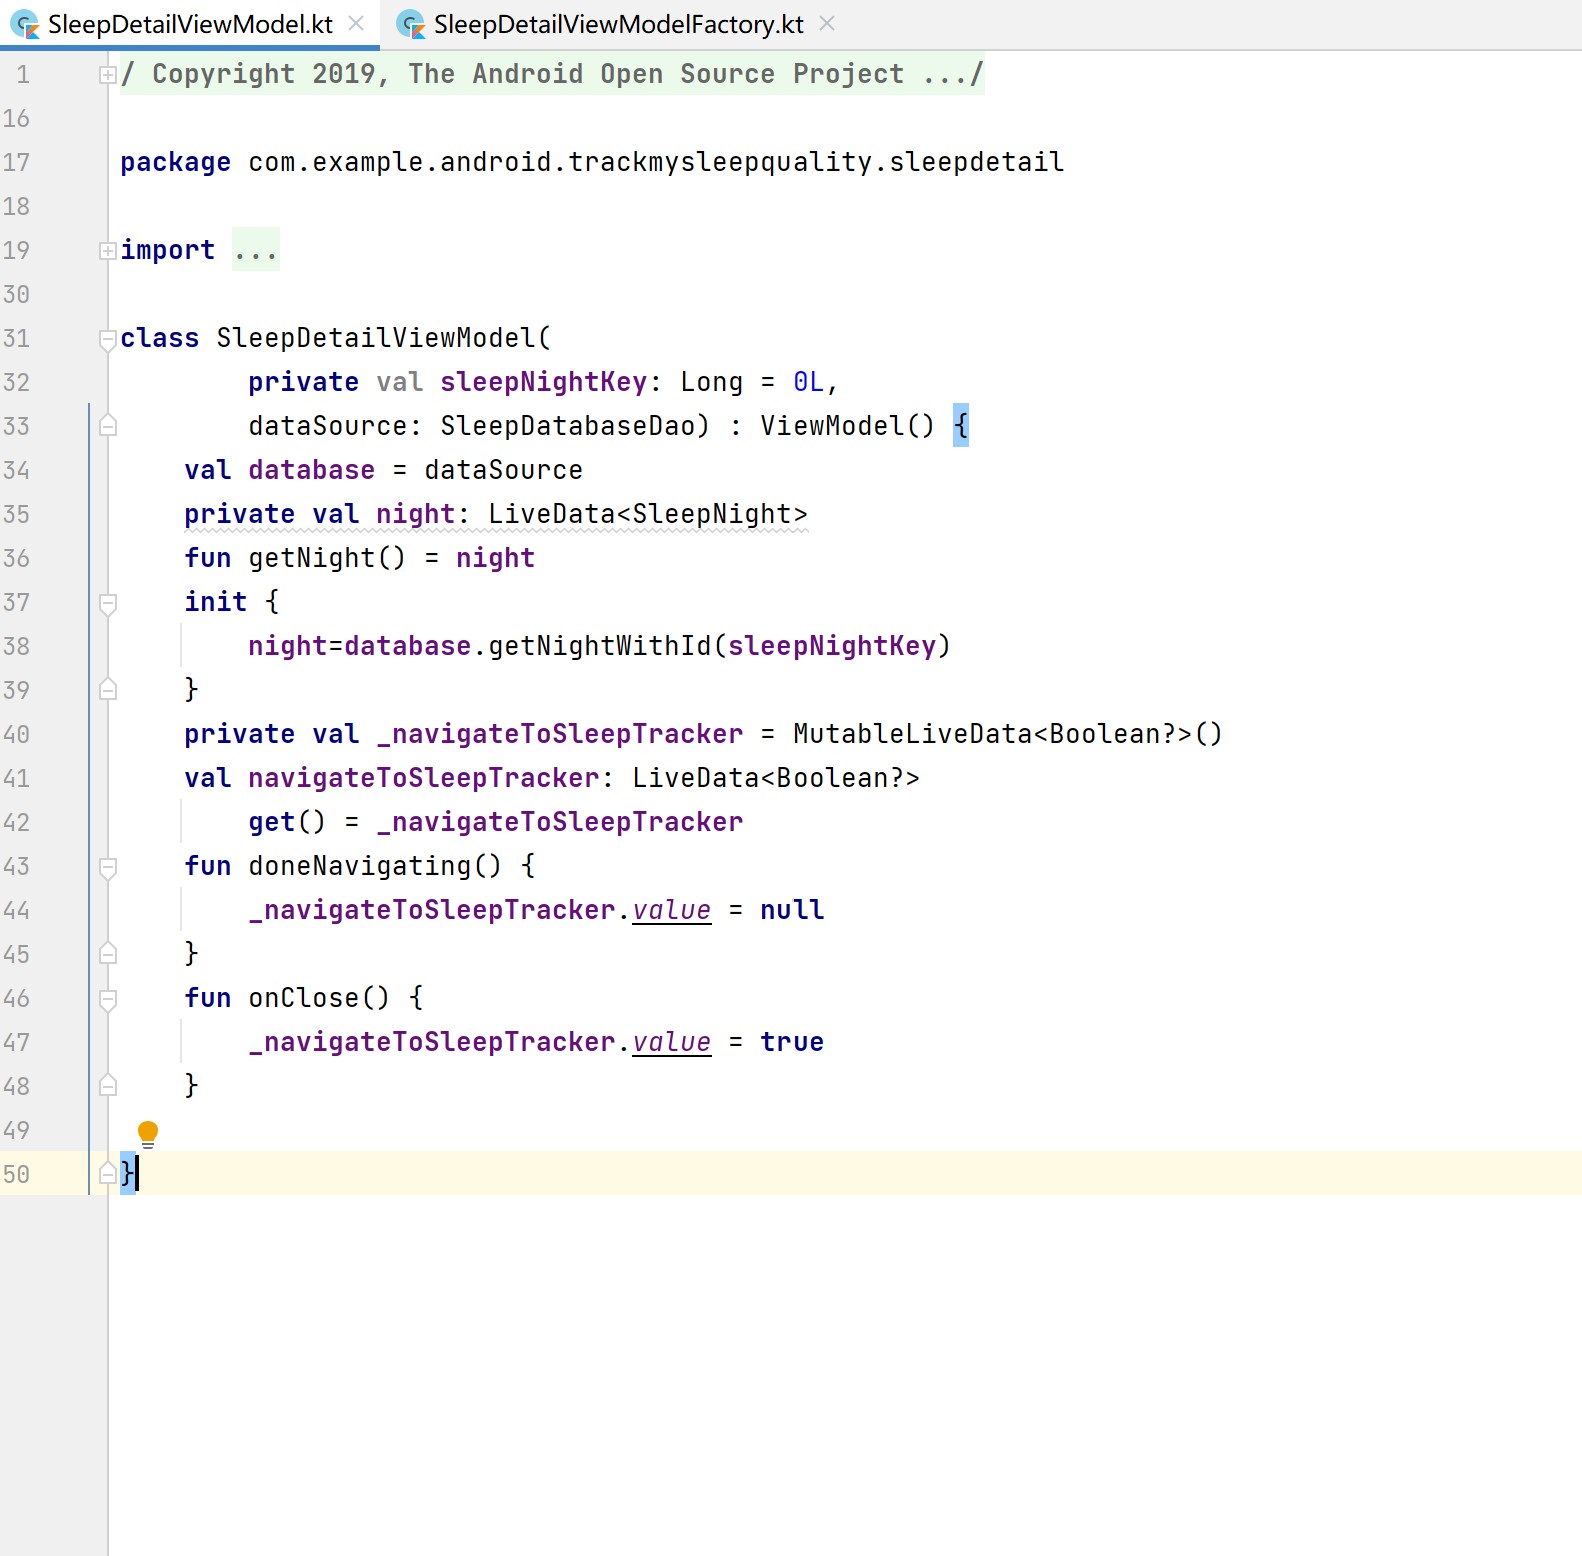 SleepDetailViewModel.kt SleepDetailViewModelFactory.kt
1 / Copyright 2019, The Android Open Source Project .../
16
17 package com.example.android.trackmysleepquality.sleepdetail
18
19 import ...
30
31 class SleepDetailViewModel(
32 private val sleepNightKey: Long = 0L,
33 dataSource: SleepDatabaseDao) : ViewModel() {
34 val database = dataSource
35 private val night: LiveData<SleepNight>
36 fun getNight() = night
37 init {
38 night=database.getNightWithId(sleepNightKey)
39 }
40 private val _navigateToSleepTracker = MutableLiveData<Boolean?>()
41 val navigateToSleepTracker: LiveData<Boolean?>
42 get() = _navigateToSleepTracker
43 fun doneNavigating() {
44 _navigateToSleepTracker.value = null
45 }
46 fun onClose() {
47 _navigateToSleepTracker.value = true
48 }
49
50 }